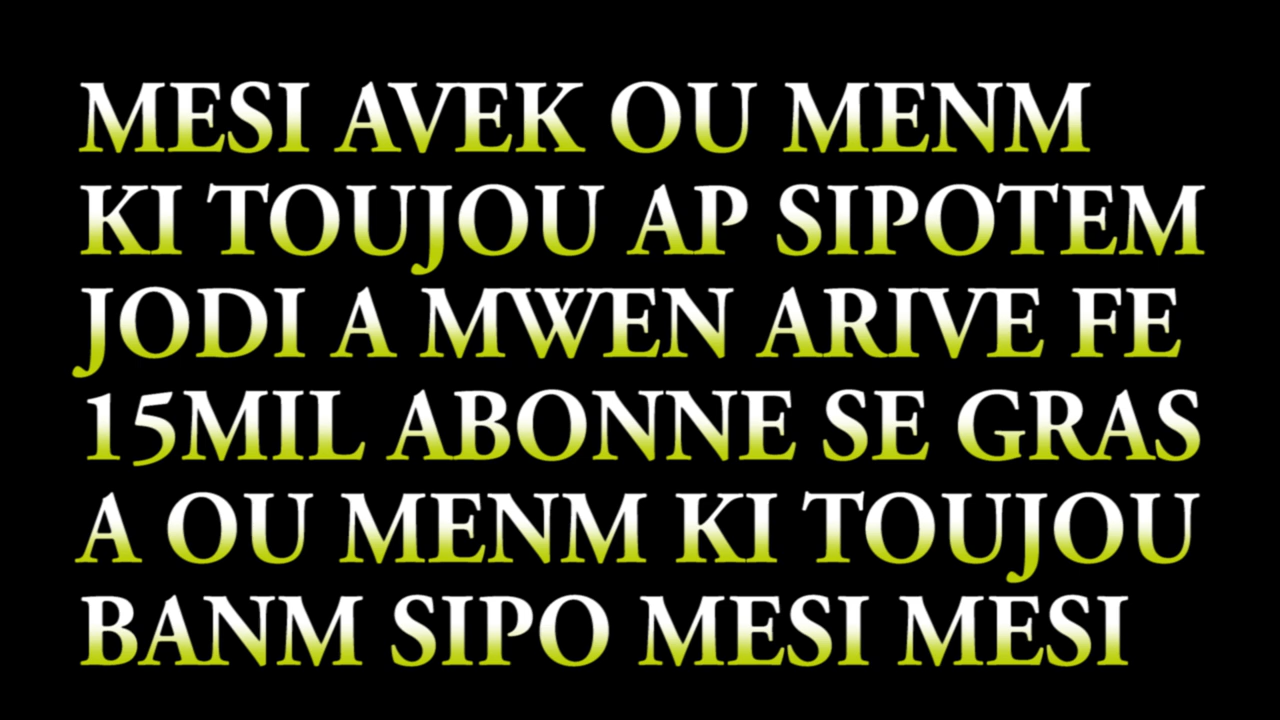 MESI AVEK OU MENM
KI TOUJOU AP SIPOTEM
JODI A MWEN ARIVE FE
15MIL ABONNE SE GRAS
A OU MENM KI TOUJOU
BANM SIPO MESI MESI